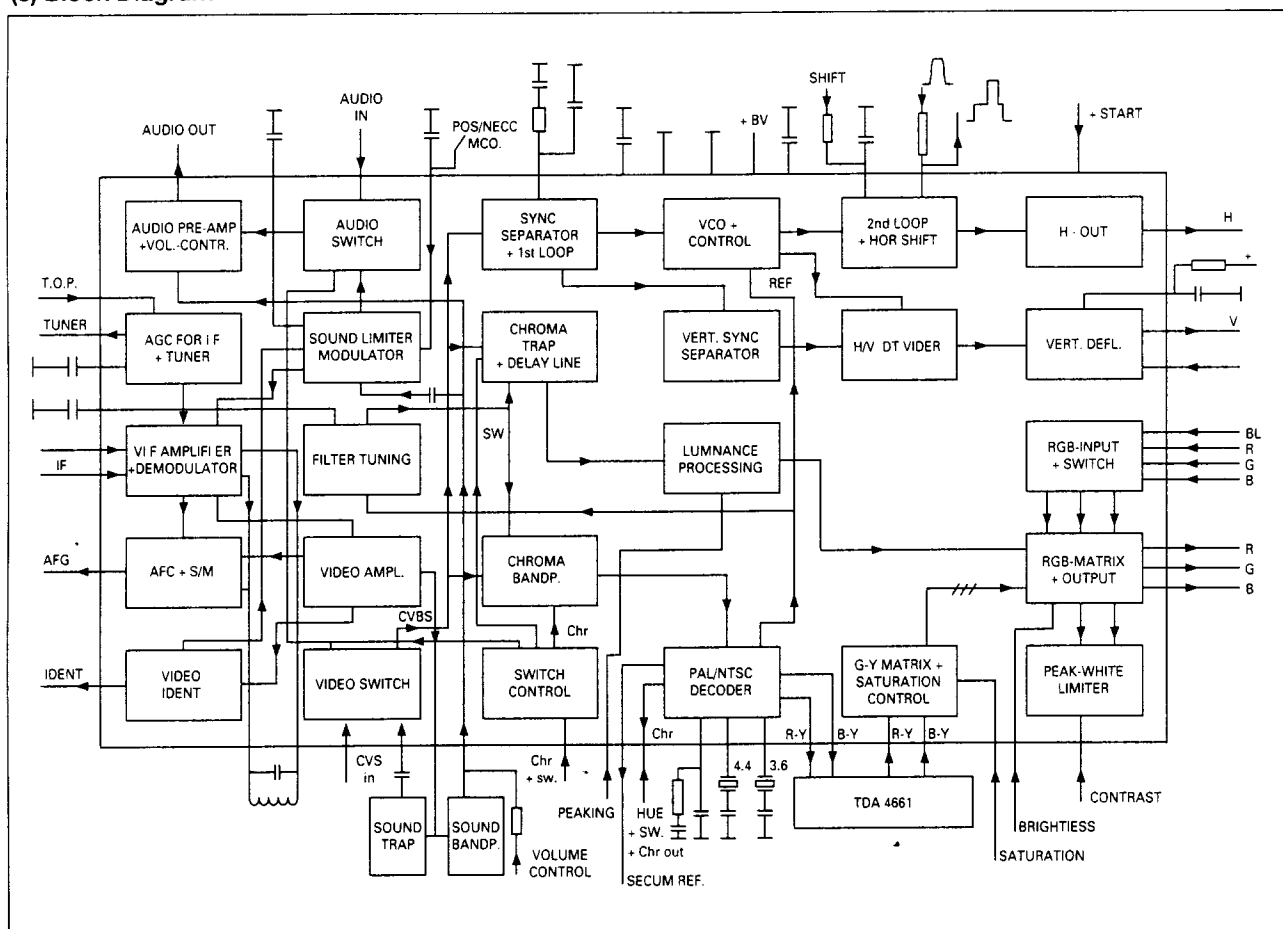 SHIFT
AUDIO
IN
AUDIO OUT
POS/NECC
MCO.
+ BV
+ START
AUDIO PRE-AMP
+VOL.-CONTR.
AUDIO
SWITCH
SYNC
SEPARATOR
+ 1st LOOP
VCO +
CONTROL
2nd LOOP
+ HOR SHIFT
H - OUT
H
REF
+
T.O.P.
TUNER
AGC FOR I F
+ TUNER
SOUND LIMITER
MODULATOR
CHROMA
TRAP
+ DELAY LINE
VERT. SYNC
SEPARATOR
H/V DT VIDER
VERT. DEFL.
V
SW
VI F AMPLIFI ER
+DEMODULATOR
IF
FILTER TUNING
LUMNANCE
PROCESSING
RGB-INPUT
+ SWITCH
BL
R
G
B
AFG
AFC + S/M
VIDEO AMPL.
CHROMA
BANDP.
RGB-MATRIX
+ OUTPUT
R
G
B
CVBS
Chr
IDENT
VIDEO
IDENT
VIDEO SWITCH
SWITCH
CONTROL
PAL/NTSC
DECODER
G-Y MATRIX +
SATURATION
CONTROL
PEAK-WHITE
LIMITER
Chr
R-Y
B-Y
R-Y
B-Y
CVS
in
Chr
+ sw.
4.4
3.6
TDA 4661
SOUND
TRAP
SOUND
BANDP.
PEAKING
HUE
+ SW.
+ Chr out
CONTRAST
BRIGHTIESS
VOLUME
CONTROL
SATURATION
SECUM REF.